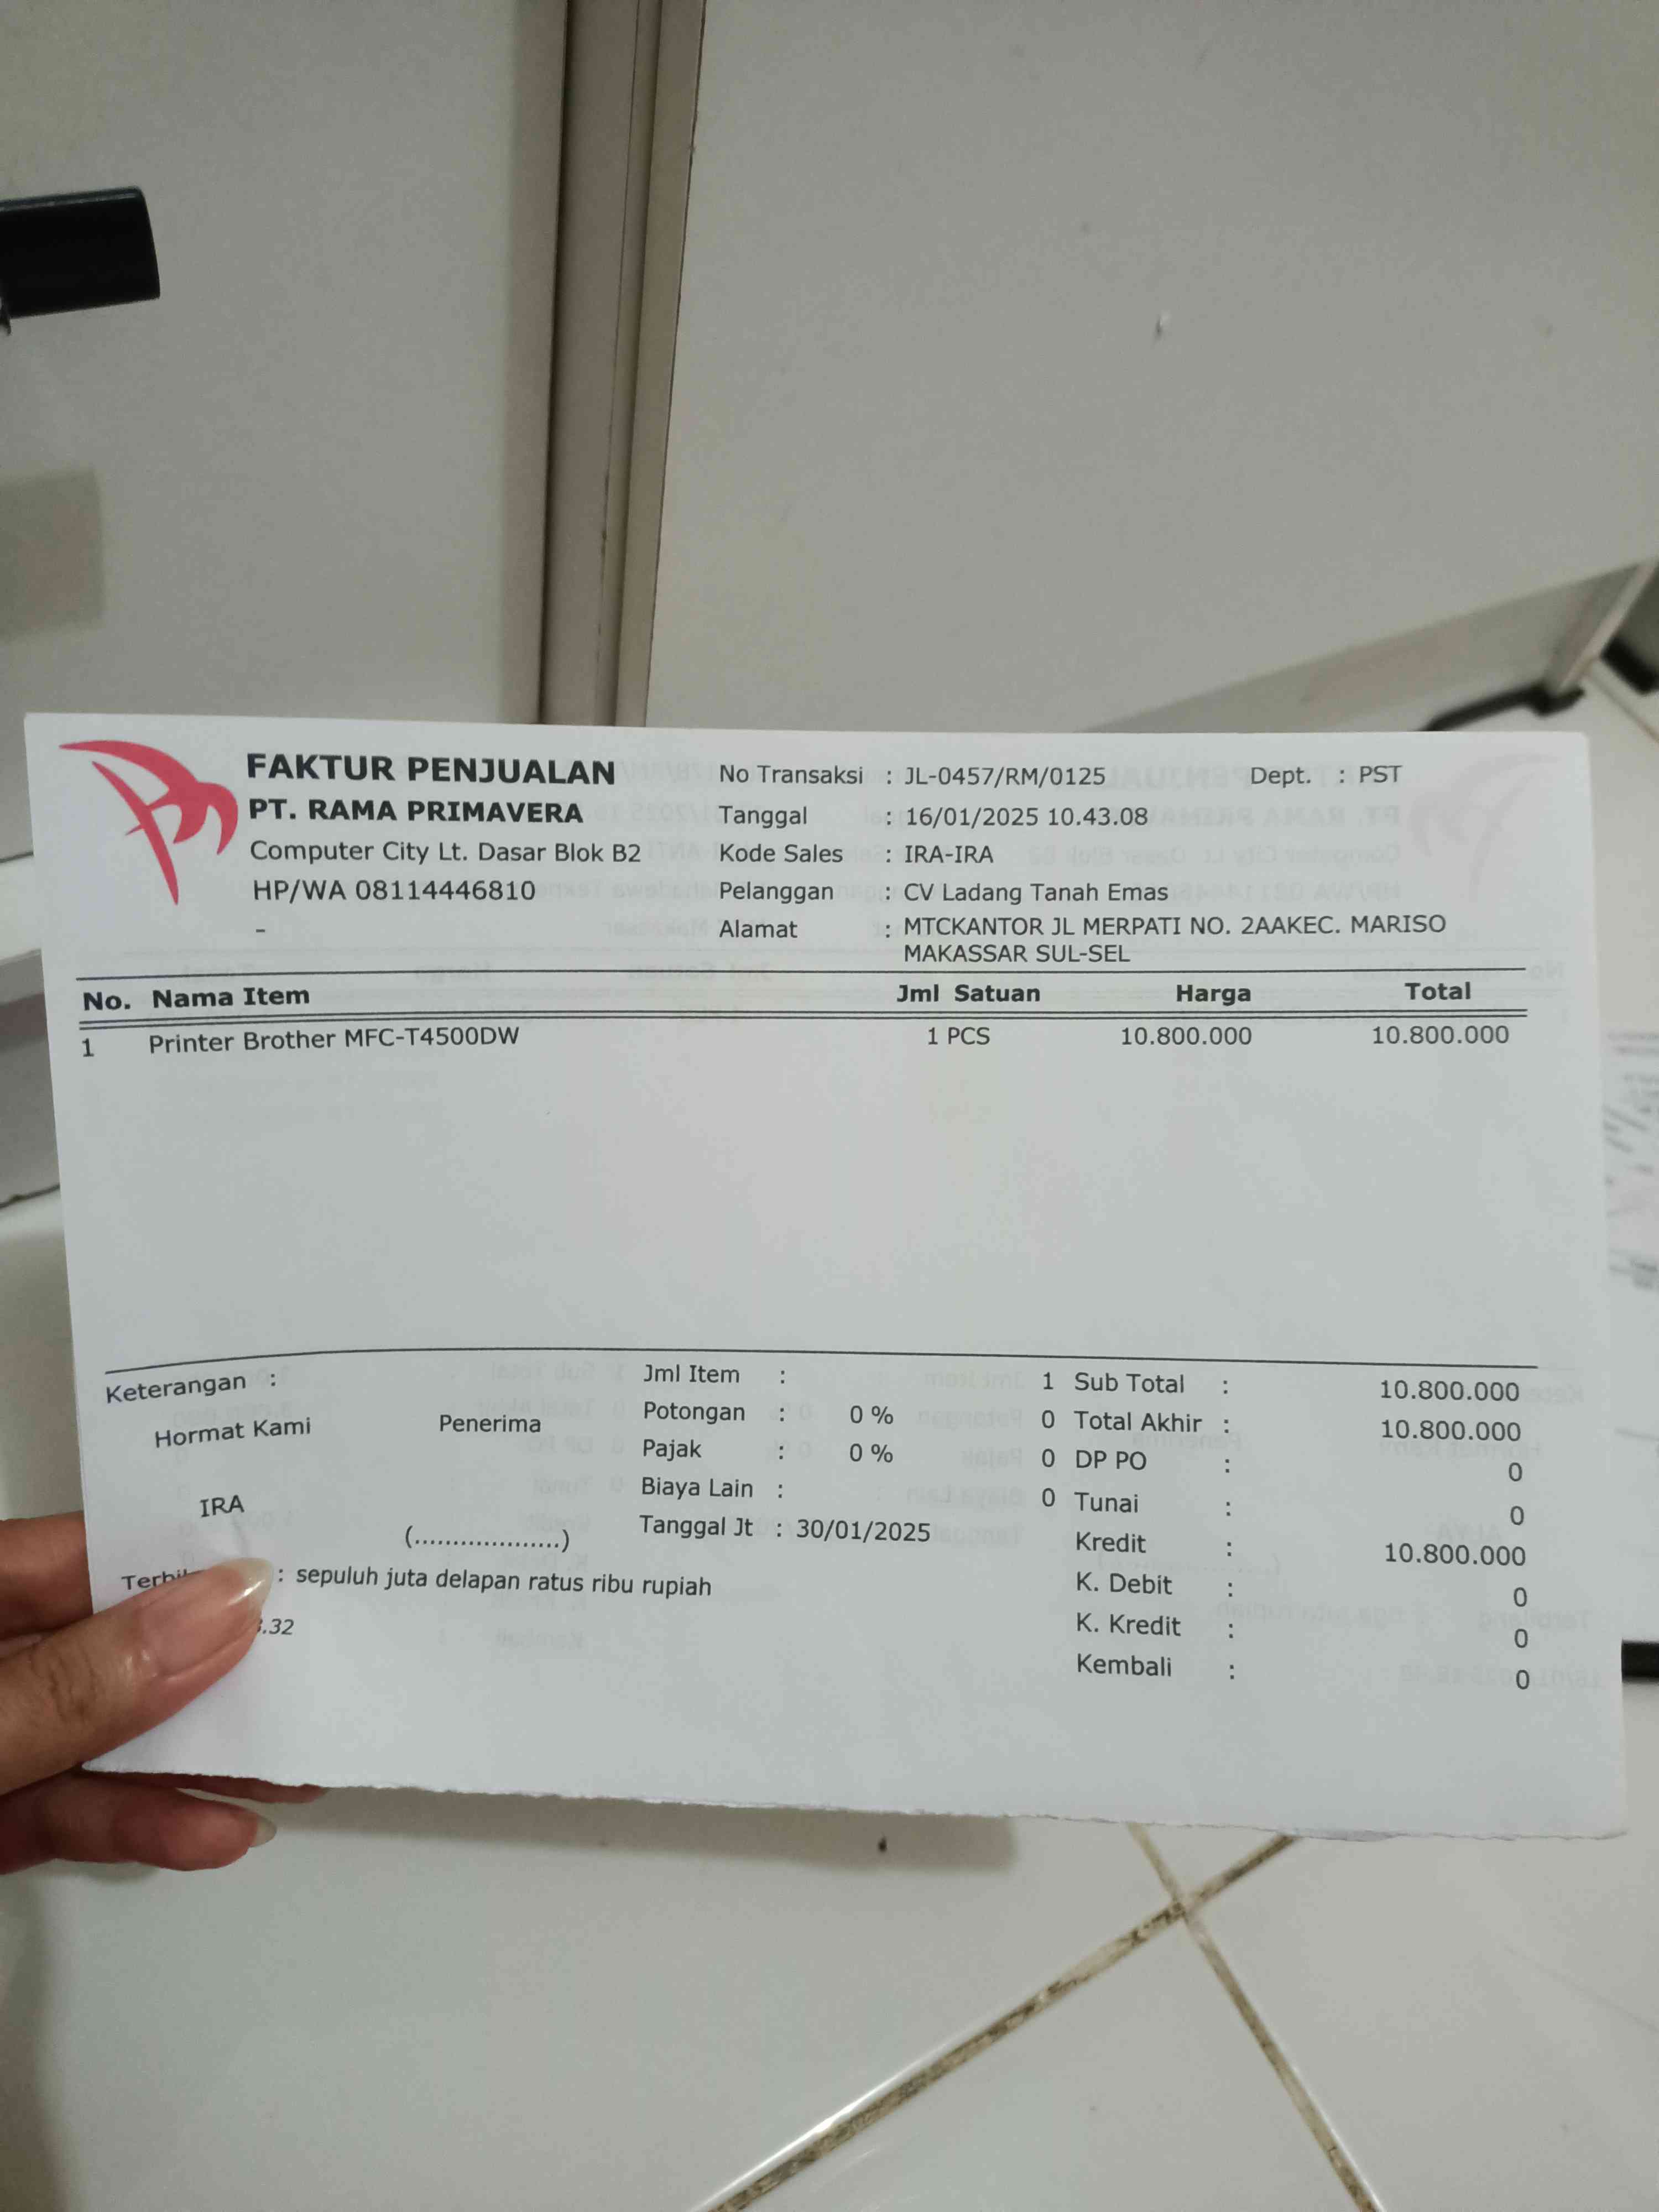 FAKTUR PENJUALAN
PT. RAMA PRIMAVERA
Computer City Lt. Dasar Blok B2
HP/WA 08114446810
-
No Transaksi : JL-0457/RM/0125 Dept. : PST
Tanggal : 16/01/2025 10.43.08
Kode Sales : IRA-IRA
Pelanggan : CV Ladang Tanah Emas
Alamat : MTCKANTOR JL MERPATI NO. 2AAKEC. MARISO
MAKASSAR SUL-SEL
No. Nama Item Jml Satuan Harga Total
1 Printer Brother MFC-T4500DW 1 PCS 10.800.000 10.800.000
Keterangan :
Hormat Kami Penerima
IRA
(...................)
Jml Item : 1
Potongan : 0 % 0
Pajak : 0 % 0
Biaya Lain : 0
Tanggal Jt : 30/01/2025
Sub Total : 10.800.000
Total Akhir : 10.800.000
DP PO : 0
Tunai : 0
Kredit : 10.800.000
K. Debit : 0
K. Kredit : 0
Kembali : 0
: sepuluh juta delapan ratus ribu rupiah
.32